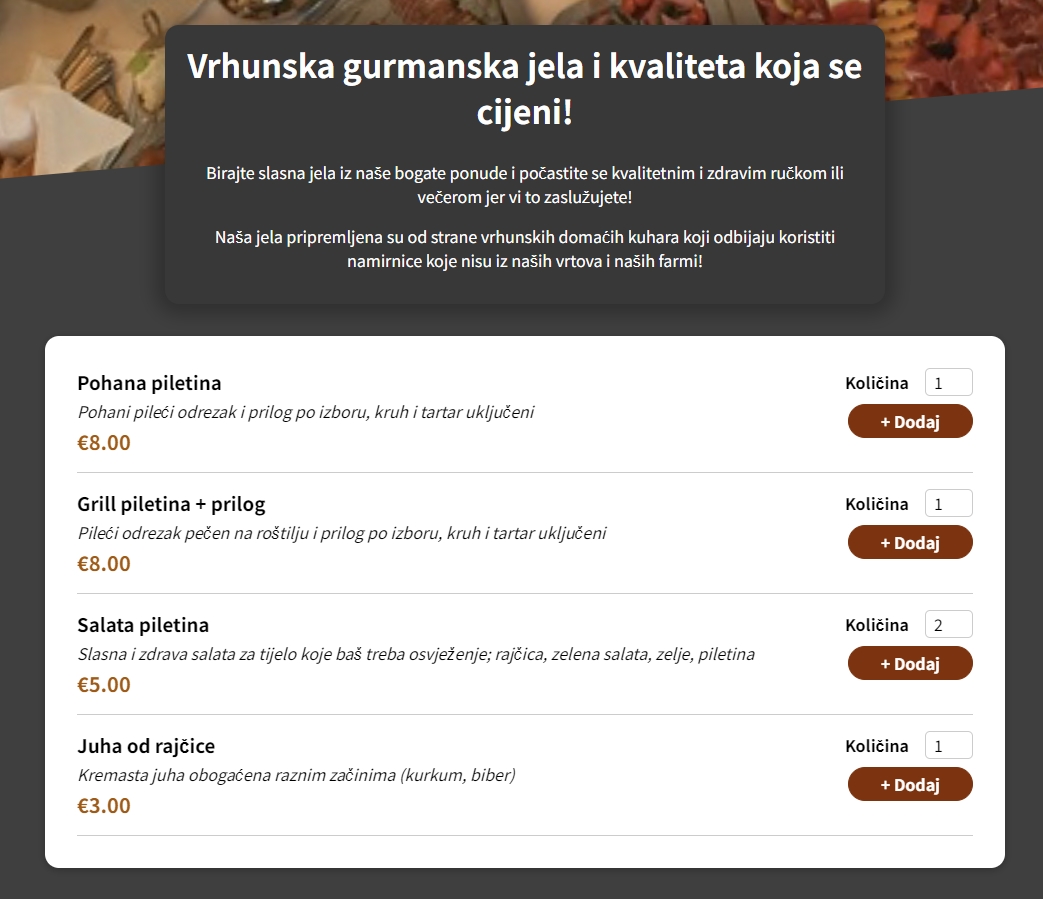 Vrhunska gurmanska jela i kvaliteta koja se
cijeni!
Birajte slasna jela iz naše bogate ponude i počastite se kvalitetnim i zdravim ručkom ili
večerom jer vi to zaslužujete!
Naša jela pripremljena su od strane vrhunskih domaćih kuhara koji odbijaju koristiti
namirnice koje nisu iz naših vrtova i naših farmi!
Pohana piletina
Količina 1
Pohani pileći odrezak i prilog po izboru, kruh i tartar uključeni
+ Dodaj
€8.00
Grill piletina + prilog
Količina 1
Pileći odrezak pečen na roštilju i prilog po izboru, kruh i tartar uključeni
+ Dodaj
€8.00
Salata piletina
Količina 2
Slasna i zdrava salata za tijelo koje baš treba osvježenje; rajčica, zelena salata, zelje, piletina
+ Dodaj
€5.00
Juha od rajčice
Količina 1
Kremasta juha obogaćena raznim začinima (kurkum, biber)
+ Dodaj
€3.00